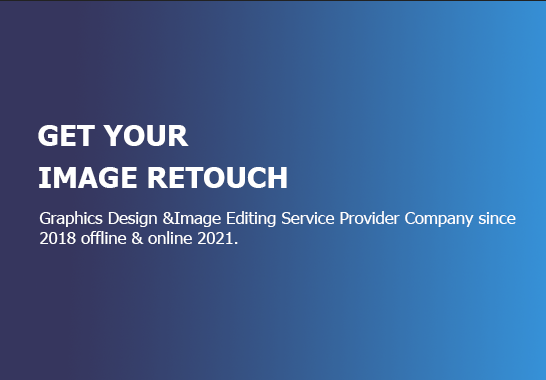 GET YOUR
IMAGE RETOUCH
Graphics Design &Image Editing Service Provider Company since
2018 offline & online 2021.